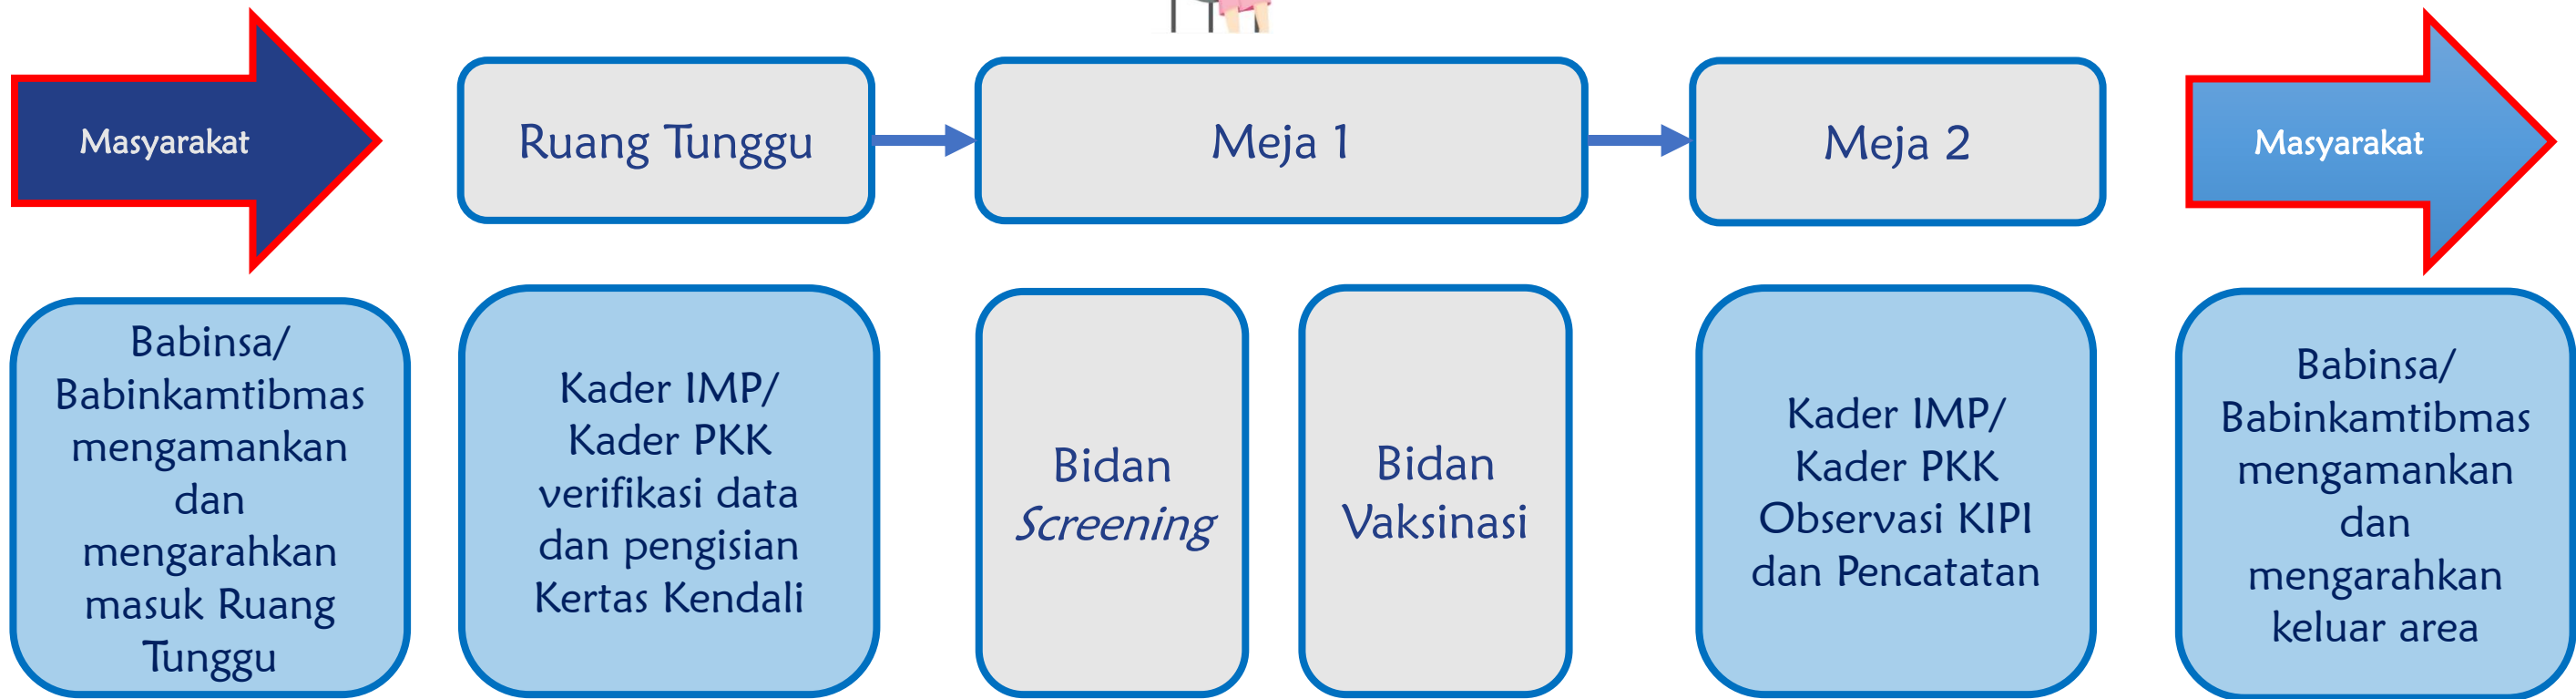 Masyarakat
Ruang Tunggu
Meja 1
Meja 2
Masyarakat
Babinsa/
Babinkamtibmas
mengamankan
dan
mengarahkan
masuk Ruang
Tunggu
Kader IMP/
Kader PKK
verifikasi data
dan pengisian
Kertas Kendali
Bidan
Screening
Bidan
Vaksinasi
Kader IMP/
Kader PKK
Observasi KIPI
dan Pencatatan
Babinsa/
Babinkamtibmas
mengamankan
dan
mengarahkan
keluar area